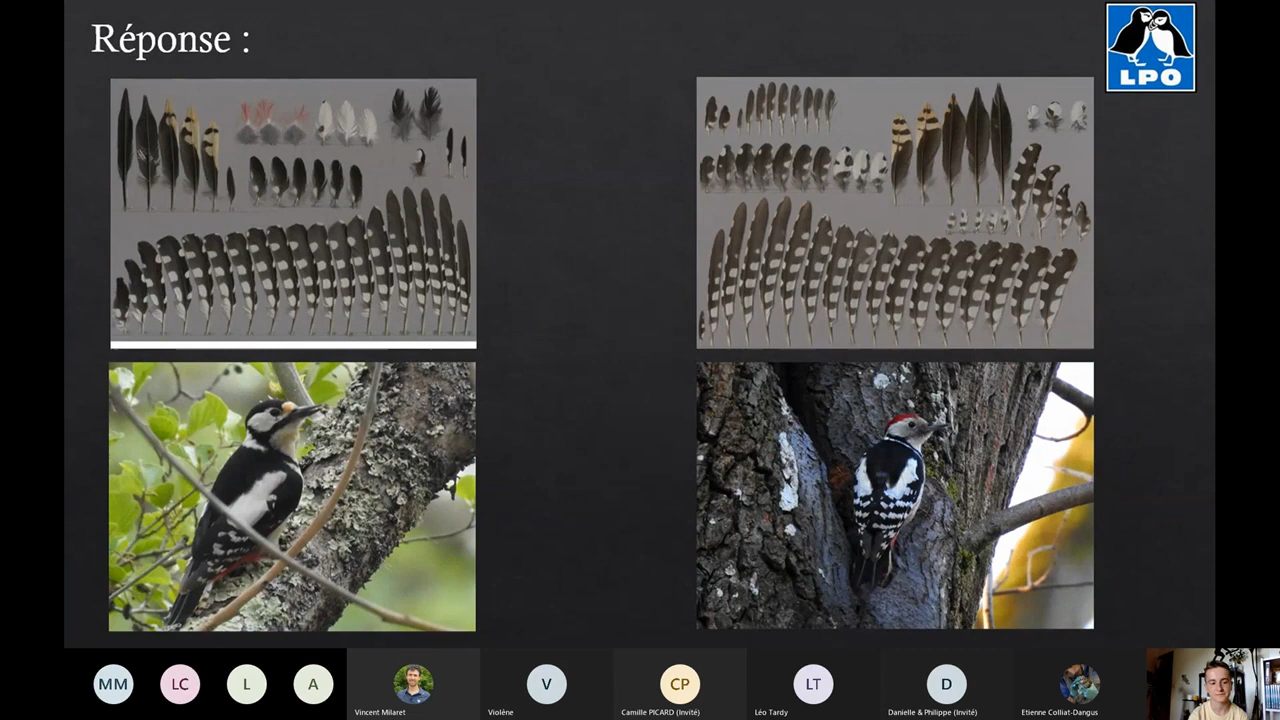 Réponse :
LPO
MM
LC
L
A
V
CP
LT
D
Vincent Milaret
Violène
Camille PICARD (Invité)
Léo Tardy
Danielle & Philippe (Invité)
Etienne Colliat-Dangus